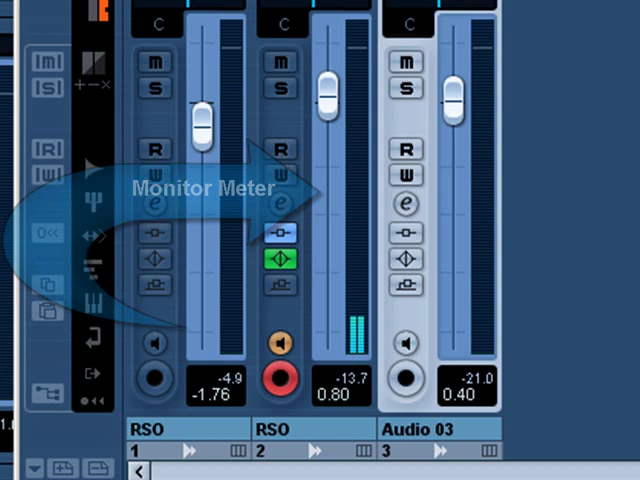 C C C
m m m
S S S
R R R
W W W
Monitor Meter
e e e
-4.9 -13.7 -21.0
-1.76 0.80 0.40
RSO RSO Audio 03
1 2 3